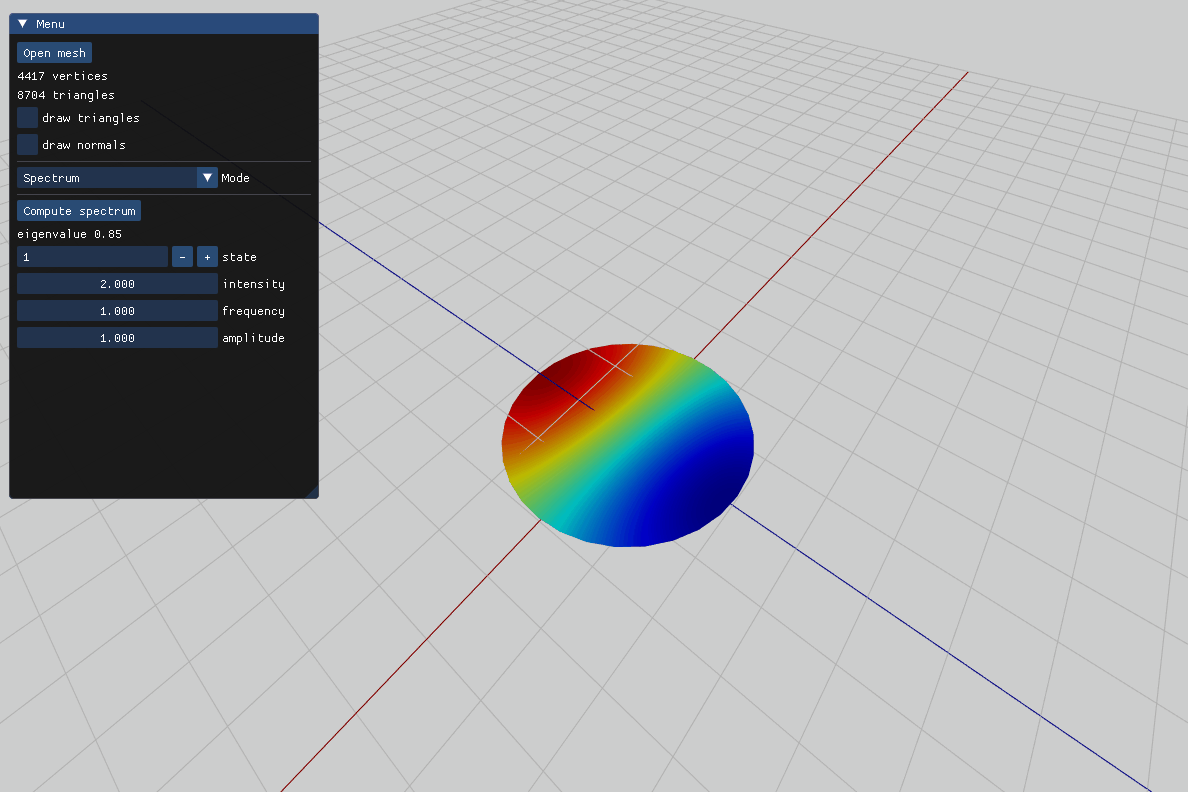 Menu
Open mesh
4417 vertices
8704 triangles
draw triangles
draw normals
Spectrum Mode
Compute spectrum
eigenvalue 0.85
1 - + state
2.000 intensity
1.000 frequency
1.000 amplitude